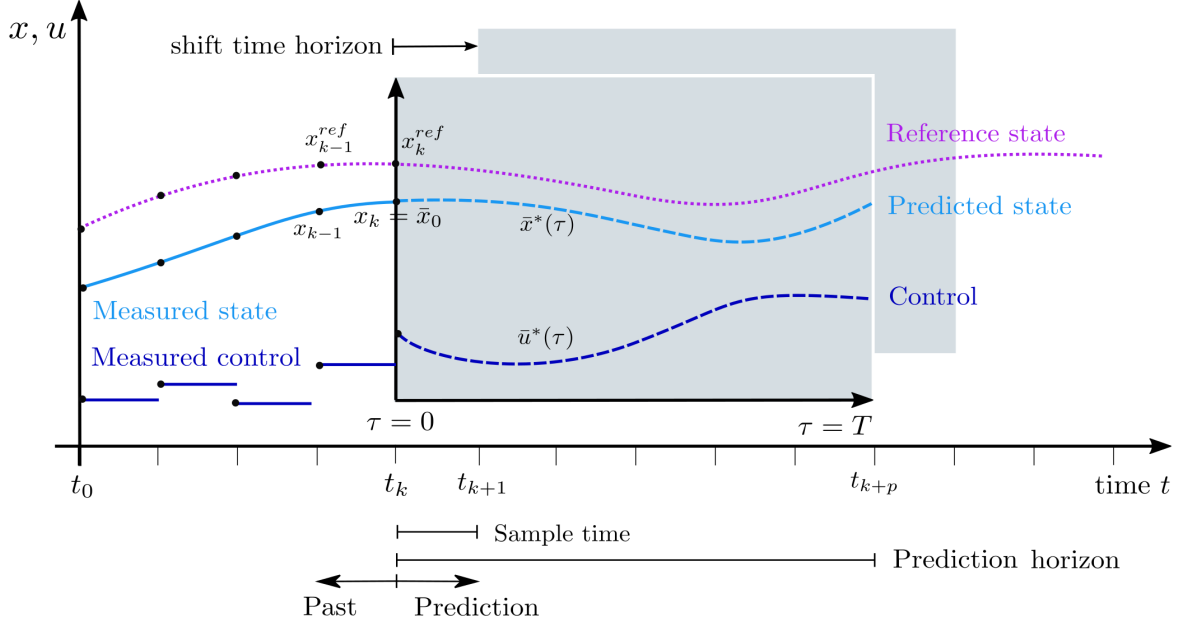 x, u
shift time horizon
x_{k-1}^{ref}
x_k^{ref}
Reference state
x_{k-1}
x_k = x̄_0
x̄*(τ)
Predicted state
Measured state
Control
ū*(τ)
Measured control
τ = 0
τ = T
t_0
t_k
t_{k+1}
t_{k+p}
time t
Sample time
Prediction horizon
Past
Prediction